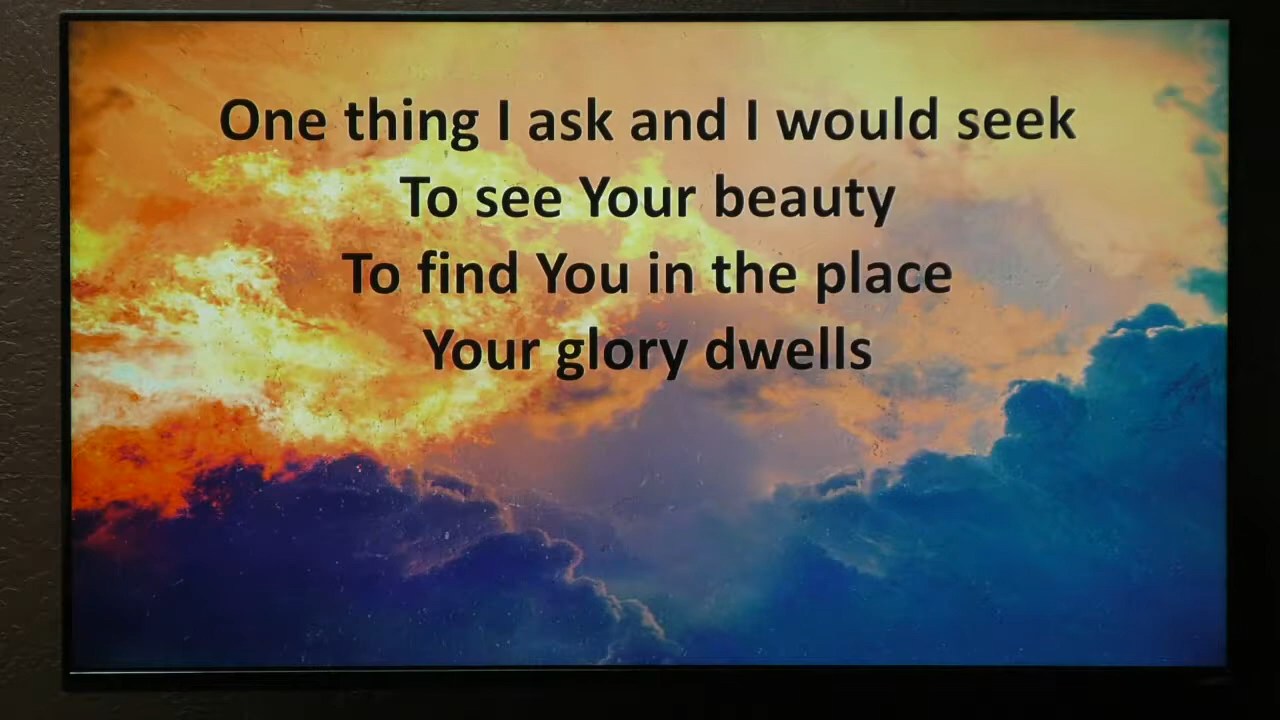 One thing I ask and I would seek
To see Your beauty
To find You in the place
Your glory dwells